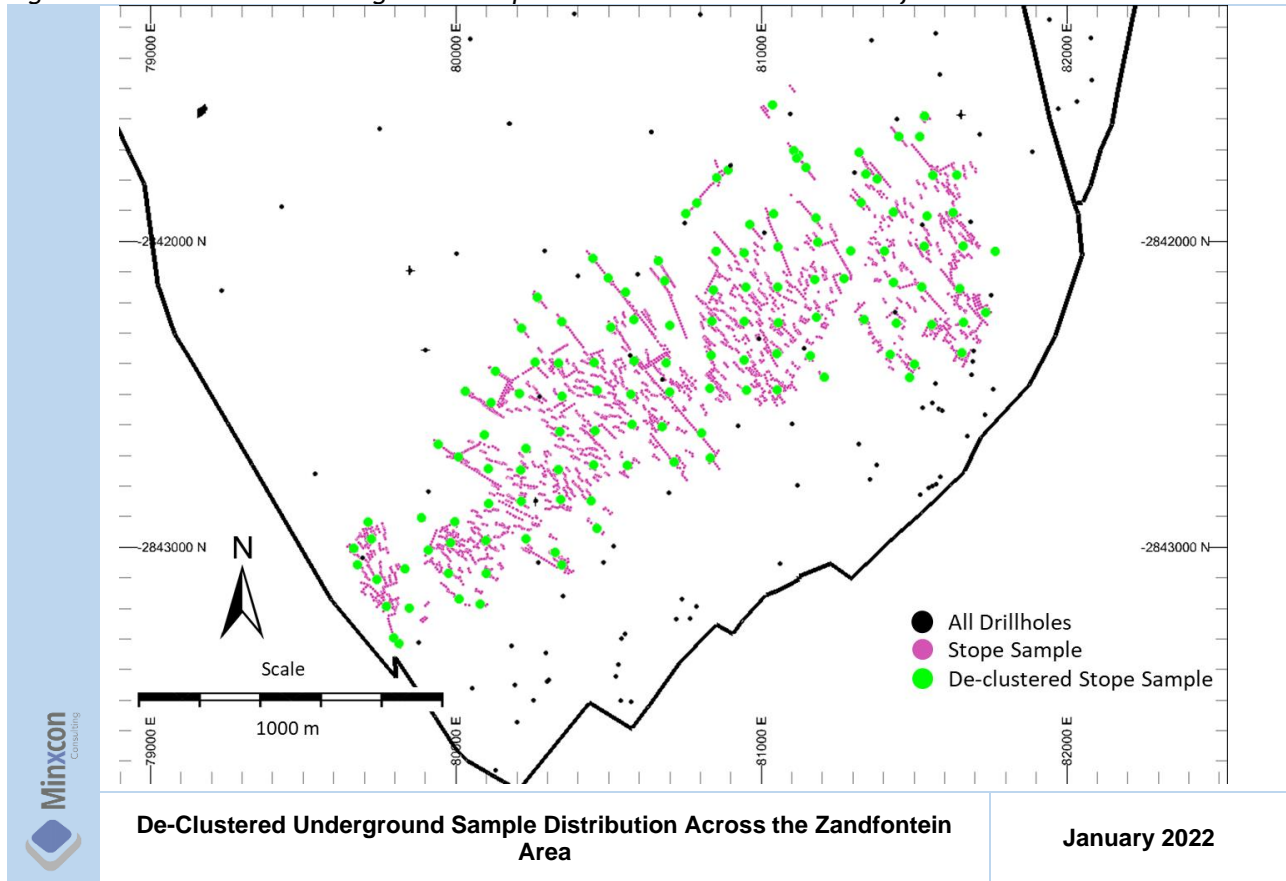 79000 E
80000 E
81000 E
82000 E
-2842000 N
-2842000 N
-2843000 N
-2843000 N
N
Scale
1000 m
All Drillholes
Stope Sample
De-clustered Stope Sample
79000 E
80000 E
81000 E
82000 E
Minxcon
Consulting
De-Clustered Underground Sample Distribution Across the Zandfontein
Area
January 2022